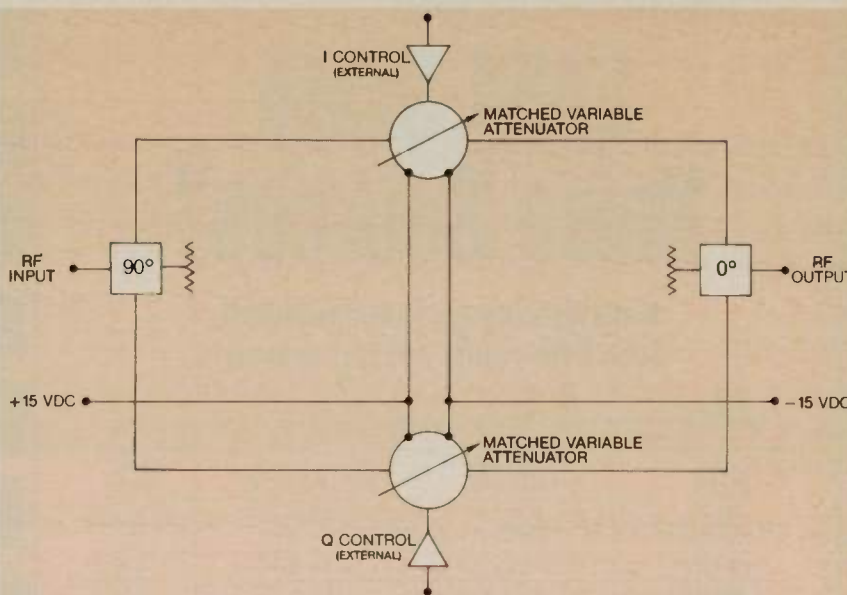 I CONTROL
(EXTERNAL)
MATCHED VARIABLE
ATTENUATOR
RF
INPUT
90°
0°
RF
OUTPUT
+15 VDC
−15 VDC
MATCHED VARIABLE
ATTENUATOR
Q CONTROL
(EXTERNAL)